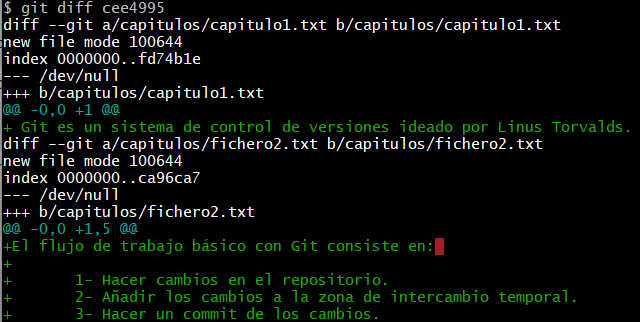 $ git diff cee4995
diff --git a/capitulos/capitulo1.txt b/capitulos/capitulo1.txt
new file mode 100644
index 0000000..fd74b1e
--- /dev/null
+++ b/capitulos/capitulo1.txt
@@ -0,0 +1 @@
+ Git es un sistema de control de versiones ideado por Linus Torvalds.
diff --git a/capitulos/fichero2.txt b/capitulos/fichero2.txt
new file mode 100644
index 0000000..ca96ca7
--- /dev/null
+++ b/capitulos/fichero2.txt
@@ -0,0 +1,5 @@
+El flujo de trabajo básico con Git consiste en:
+
+       1- Hacer cambios en el repositorio.
+       2- Añadir los cambios a la zona de intercambio temporal.
+       3- Hacer un commit de los cambios.